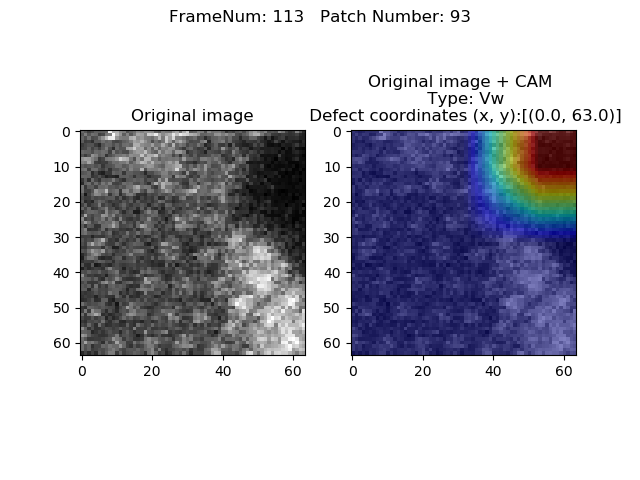 FrameNum: 113   Patch Number: 93
Original image
Original image + CAM
Type: Vw
Defect coordinates (x, y):[(0.0, 63.0)]
0
10
20
30
40
50
60
0 20 40 60
0
10
20
30
40
50
60
0 20 40 60